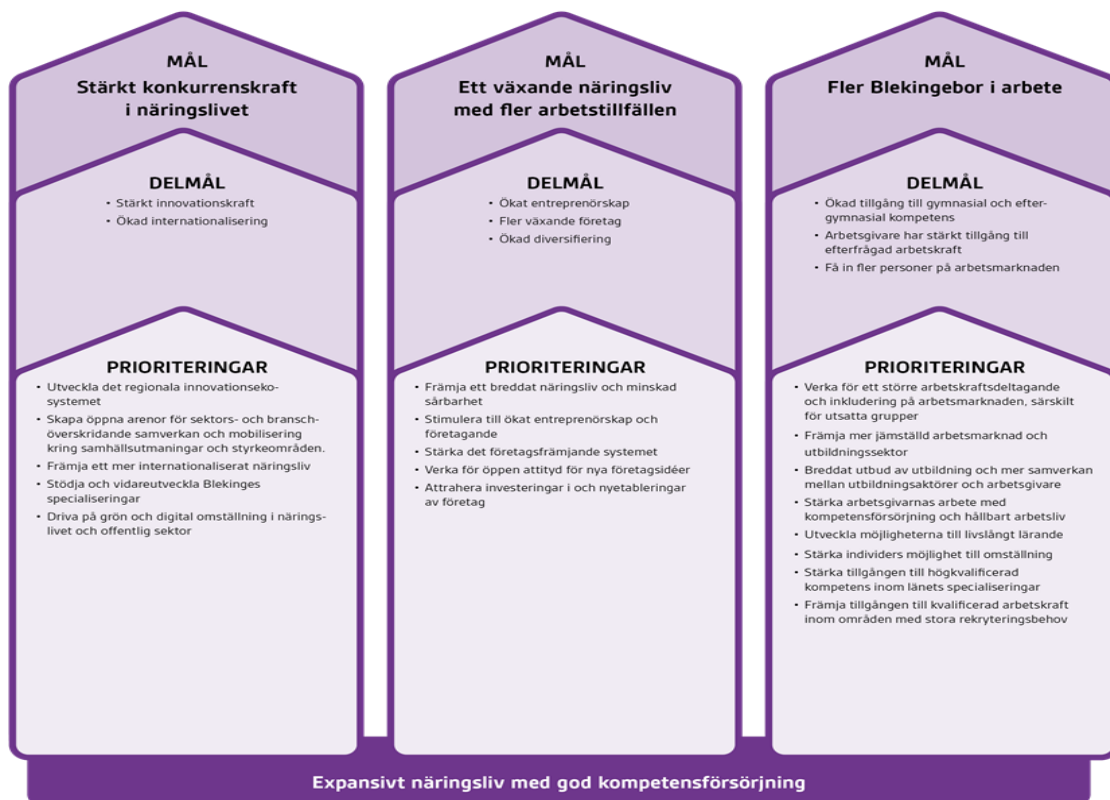 MÅL
Stärkt konkurrenskraft
i näringslivet
DELMÅL
• Stärkt innovationskraft
• Ökad internationalisering
PRIORITERINGAR
• Utveckla det regionala innovationseko-
systemet
• Skapa öppna arenor för sektors- och bransch-
överskridande samverkan och mobilisering
kring samhällsutmaningar och styrkeområden.
• Främja ett mer internationaliserat näringsliv
• Stödja och vidareutveckla Blekinges
specialiseringar
• Driva på grön och digital omställning i närings-
livet och offentlig sektor
MÅL
Ett växande näringsliv
med fler arbetstillfällen
DELMÅL
• Ökat entreprenörskap
• Fler växande företag
• Ökad diversifiering
PRIORITERINGAR
• Främja ett breddat näringsliv och minskad
sårbarhet
• Stimulera till ökat entreprenörskap och
företagande
• Stärka det företagsfrämjande systemet
• Verka för öppen attityd för nya företagsidéer
• Attrahera investeringar i och nyetableringar
av företag
MÅL
Fler Blekingebor i arbete
DELMÅL
• Ökad tillgång till gymnasial och efter-
gymnasial kompetens
• Arbetsgivare har stärkt tillgång till
efterfrågad arbetskraft
• Få in fler personer på arbetsmarknaden
PRIORITERINGAR
• Verka för ett större arbetskraftsdeltagande
och inkludering på arbetsmarknaden, särskilt
för utsatta grupper
• Främja mer jämställd arbetsmarknad och
utbildningssektor
• Breddat utbud av utbildning och mer samverkan
mellan utbildningsaktörer och arbetsgivare
• Stärka arbetsgivarnas arbete med
kompetensförsörjning och hållbart arbetsliv
• Utveckla möjligheterna till livslångt lärande
• Stärka individers möjlighet till omställning
• Stärka tillgången till högkvalificerad
kompetens inom länets specialiseringar
• Främja tillgången till kvalificerad arbetskraft
inom områden med stora rekryteringsbehov
Expansivt näringsliv med god kompetensförsörjning